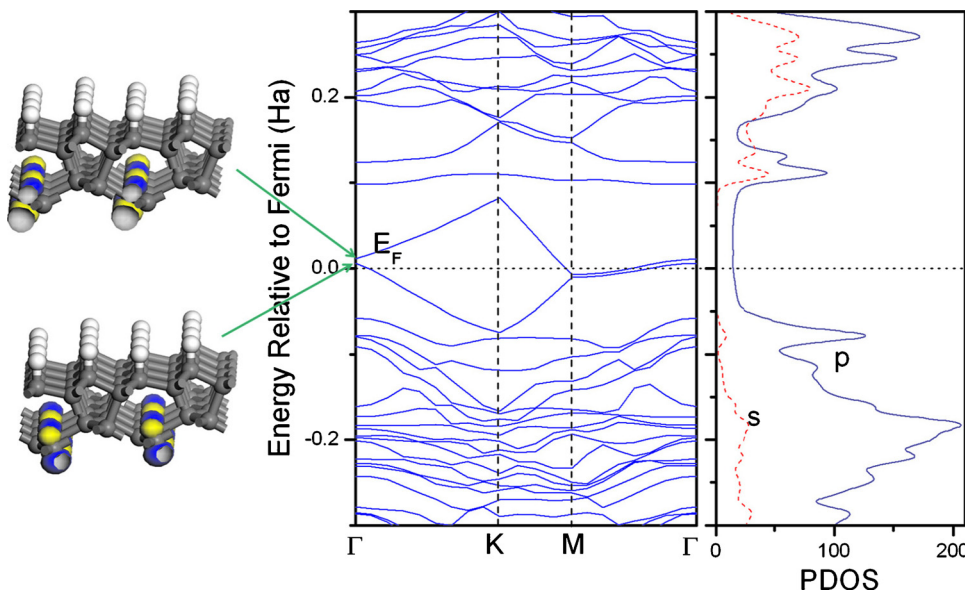 Energy Relative to Fermi (Ha)
0.2
0.0
-0.2
E_F
Γ
K
M
Γ
p
s
0
100
200
PDOS